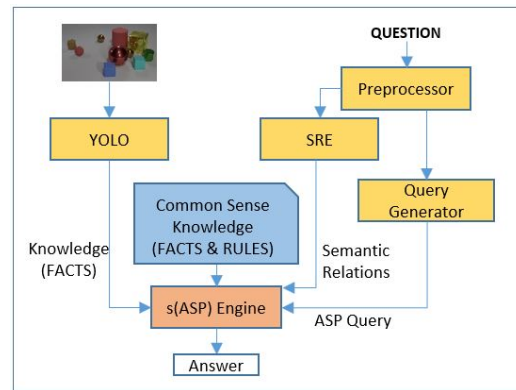 QUESTION
Preprocessor
YOLO
SRE
Query
Generator
Common Sense
Knowledge
(FACTS & RULES)
Knowledge
(FACTS)
Semantic
Relations
s(ASP) Engine
ASP Query
Answer